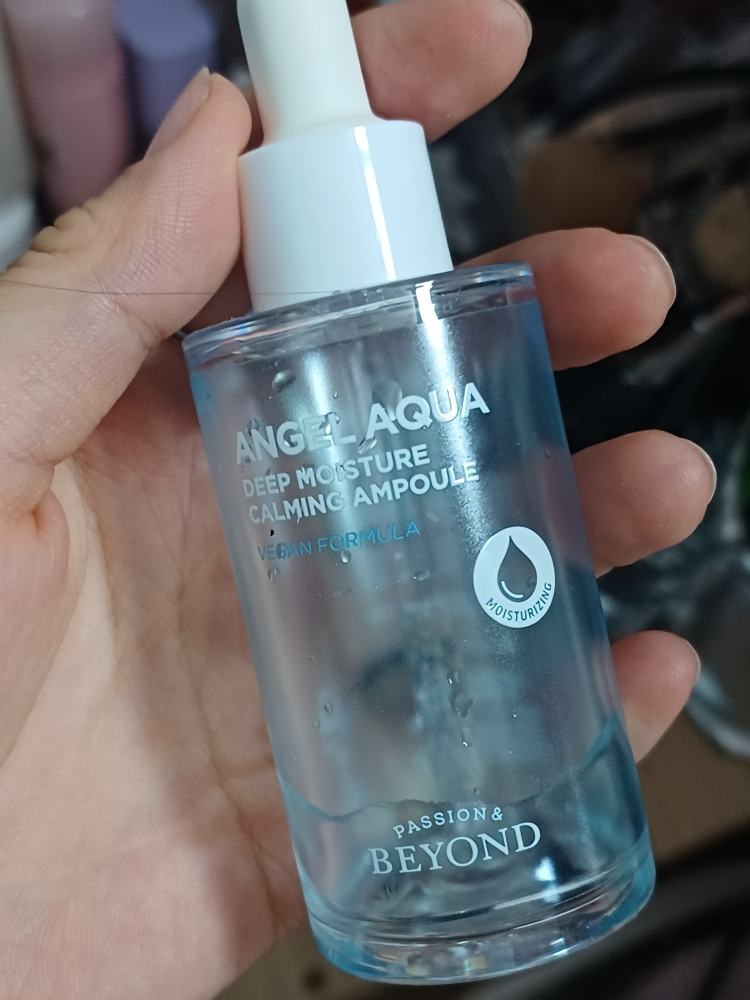 ANGEL AQUA
DEEP MOISTURE
CALMING AMPOULE
VEGAN FORMULA
MOISTURIZING
PASSION &
BEYOND